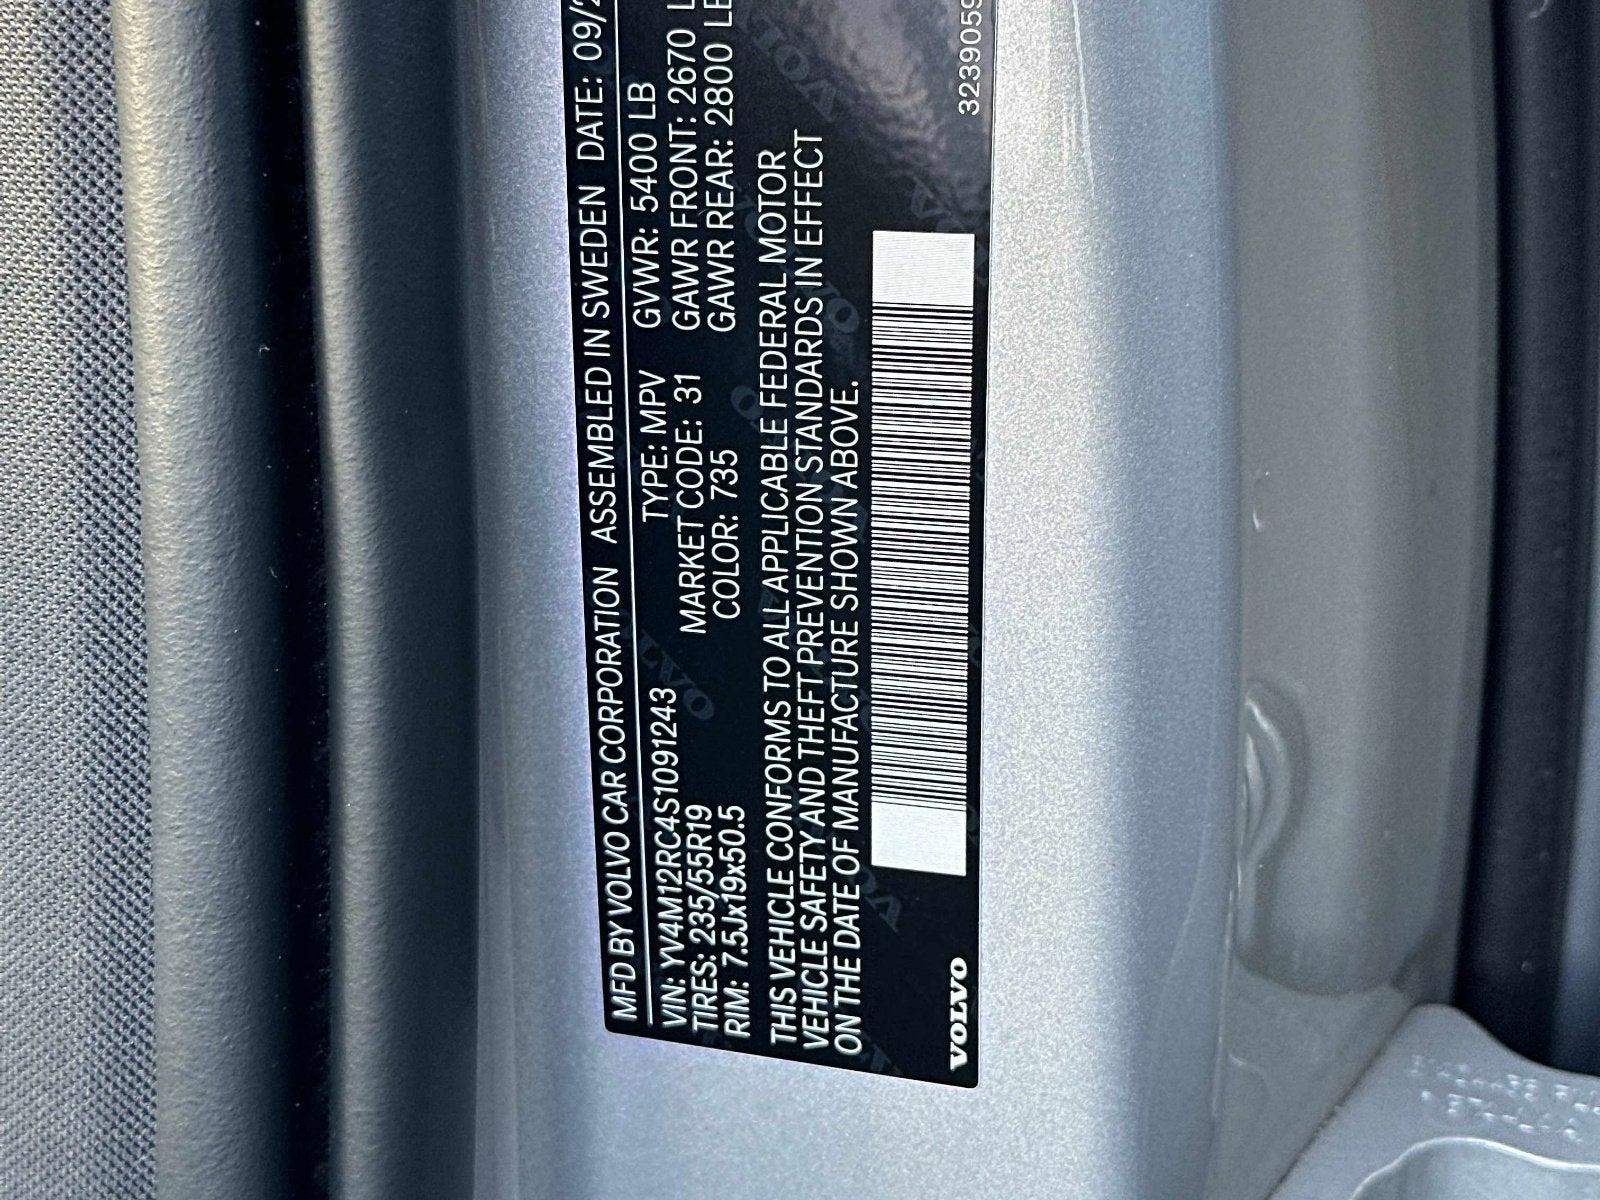 MFD BY VOLVO CAR CORPORATION ASSEMBLED IN SWEDEN DATE: 09/2
VIN: YV4M12RC4S1091243 TYPE: MPV GVWR: 5400 LB
TIRES: 235/55R19 MARKET CODE: 31 GAWR FRONT: 2670 L
RIM: 7.5Jx19x50.5 COLOR: 735 GAWR REAR: 2800 LB
THIS VEHICLE CONFORMS TO ALL APPLICABLE FEDERAL MOTOR
VEHICLE SAFETY AND THEFT PREVENTION STANDARDS IN EFFECT
ON THE DATE OF MANUFACTURE SHOWN ABOVE.
VOLVO
3239059